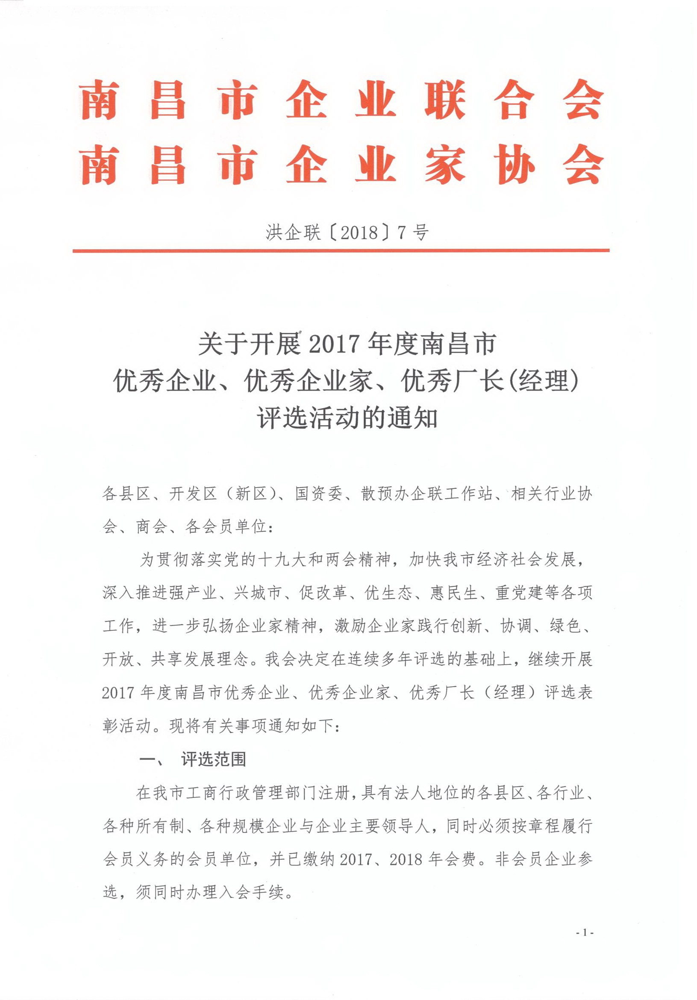 南昌市企业联合会
南昌市企业家协会
洪企联〔2018〕7号
关于开展2017年度南昌市
优秀企业、优秀企业家、优秀厂长(经理)
评选活动的通知
各县区、开发区（新区）、国资委、散预办企联工作站、相关行业协
会、商会、各会员单位：
为贯彻落实党的十九大和两会精神，加快我市经济社会发展，
深入推进强产业、兴城市、促改革、优生态、惠民生、重党建等各项
工作，进一步弘扬企业家精神，激励企业家践行创新、协调、绿色、
开放、共享发展理念。我会决定在连续多年评选的基础上，继续开展
2017年度南昌市优秀企业、优秀企业家、优秀厂长（经理）评选表
彰活动。现将有关事项通知如下：
一、 评选范围
在我市工商行政管理部门注册，具有法人地位的各县区、各行业、
各种所有制、各种规模企业与企业主要领导人，同时必须按章程履行
会员义务的会员单位，并已缴纳2017、2018年会费。非会员企业参
选，须同时办理入会手续。
- 1 -